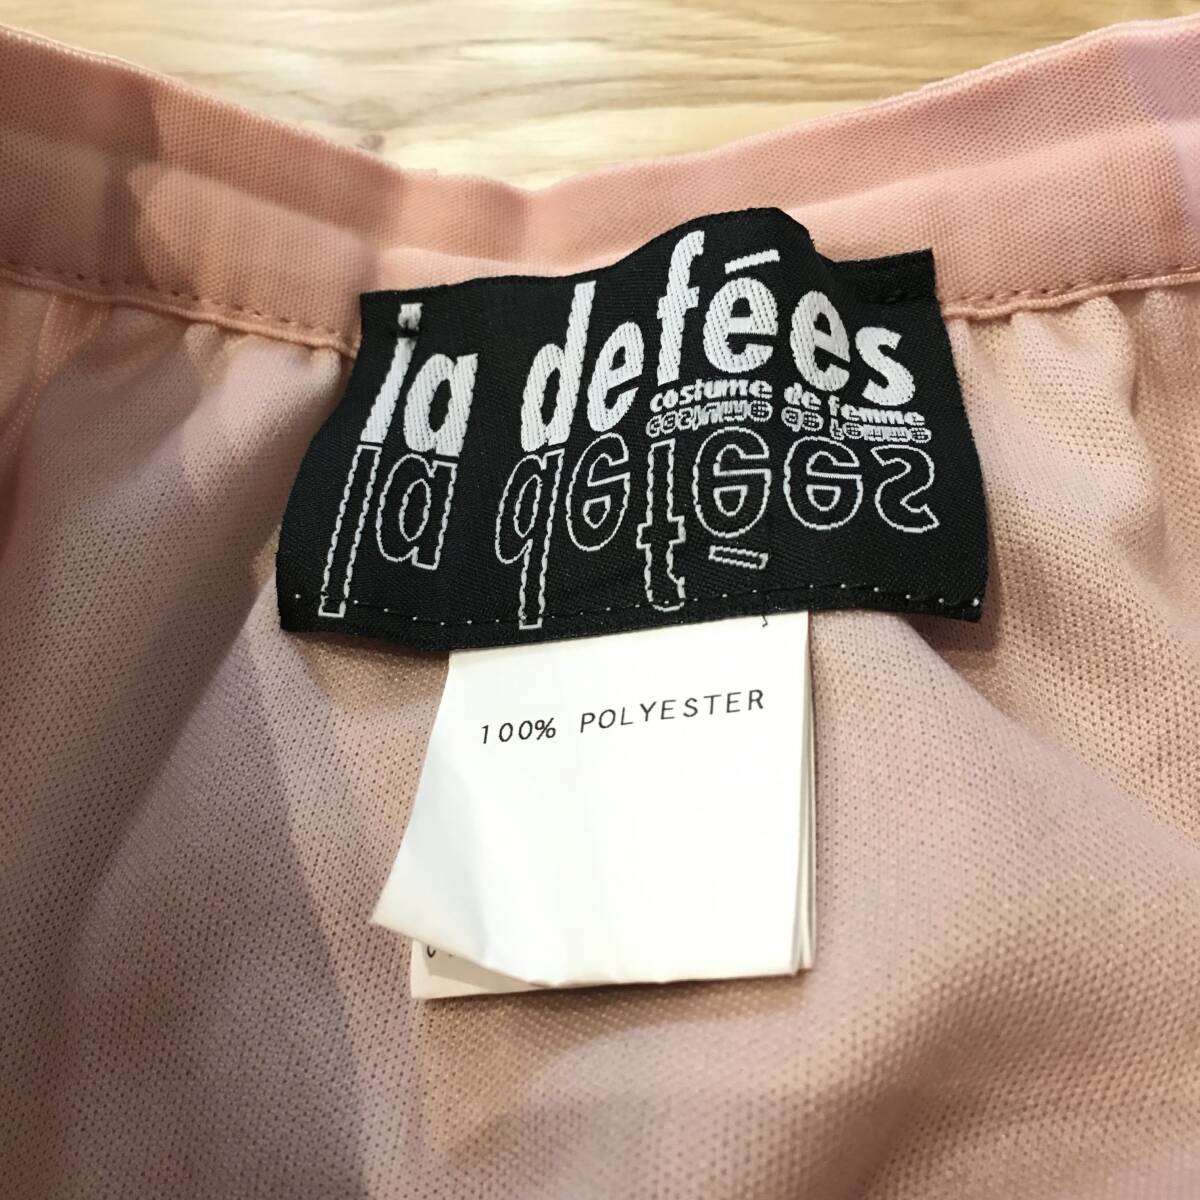 la defées
costume de femme
100% POLYESTER